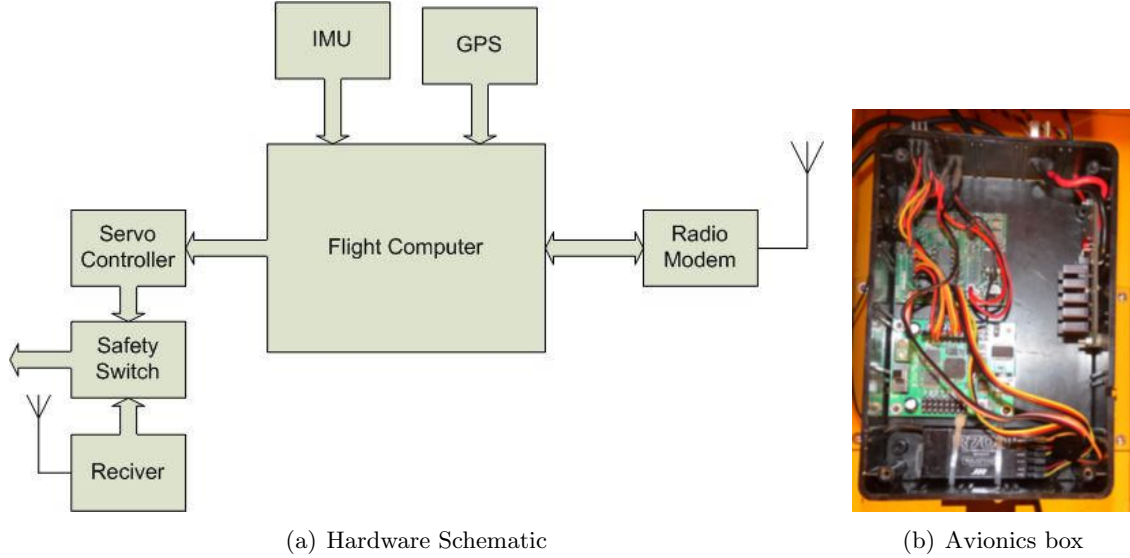 IMU
GPS
Servo
Controller
Flight Computer
Radio
Modem
Safety
Switch
Reciver
(a) Hardware Schematic
(b) Avionics box